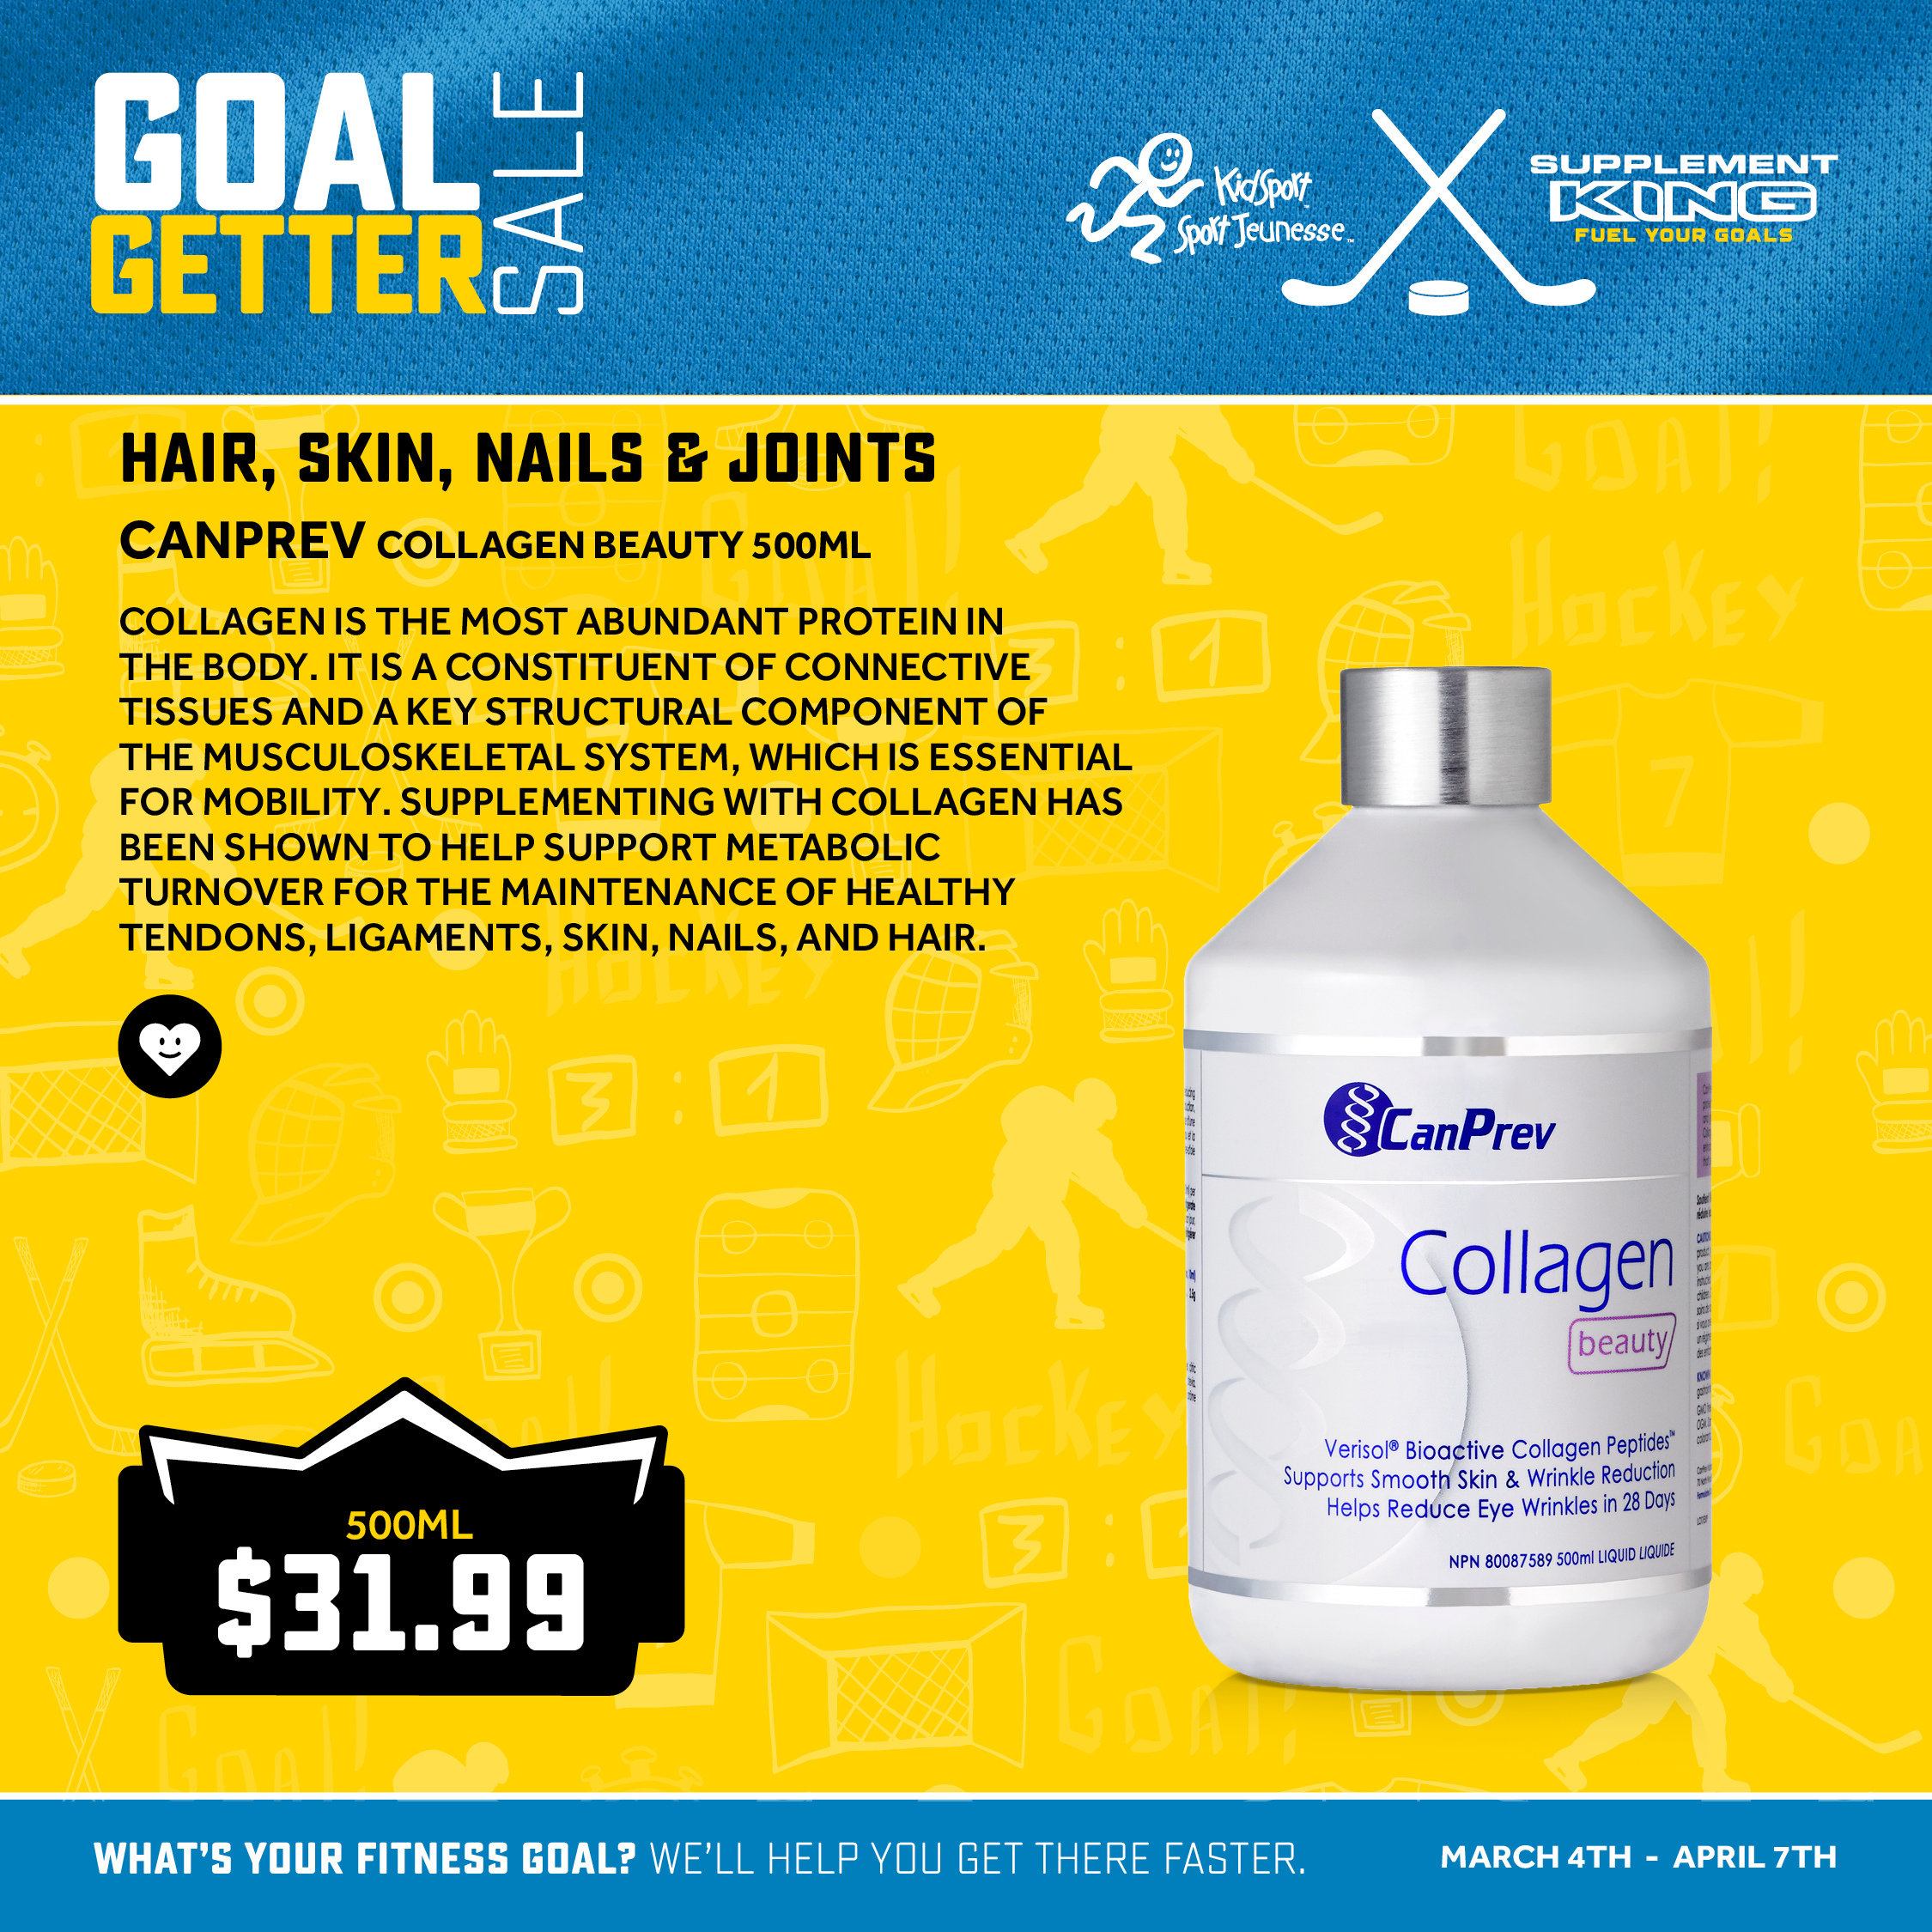 GOAL
GETTER
SALE
KidSport™
Sport Jeunesse™
SUPPLEMENT
KING
FUEL YOUR GOALS
HAIR, SKIN, NAILS & JOINTS
CANPREV COLLAGEN BEAUTY 500ML
COLLAGEN IS THE MOST ABUNDANT PROTEIN IN
THE BODY. IT IS A CONSTITUENT OF CONNECTIVE
TISSUES AND A KEY STRUCTURAL COMPONENT OF
THE MUSCULOSKELETAL SYSTEM, WHICH IS ESSENTIAL
FOR MOBILITY. SUPPLEMENTING WITH COLLAGEN HAS
BEEN SHOWN TO HELP SUPPORT METABOLIC
TURNOVER FOR THE MAINTENANCE OF HEALTHY
TENDONS, LIGAMENTS, SKIN, NAILS, AND HAIR.
CanPrev
Collagen
beauty
Verisol® Bioactive Collagen Peptides™
Supports Smooth Skin & Wrinkle Reduction
Helps Reduce Eye Wrinkles in 28 Days
NPN 80087589 500ml LIQUID LIQUIDE
500ML
$31.99
WHAT'S YOUR FITNESS GOAL? WE'LL HELP YOU GET THERE FASTER.
MARCH 4TH - APRIL 7TH